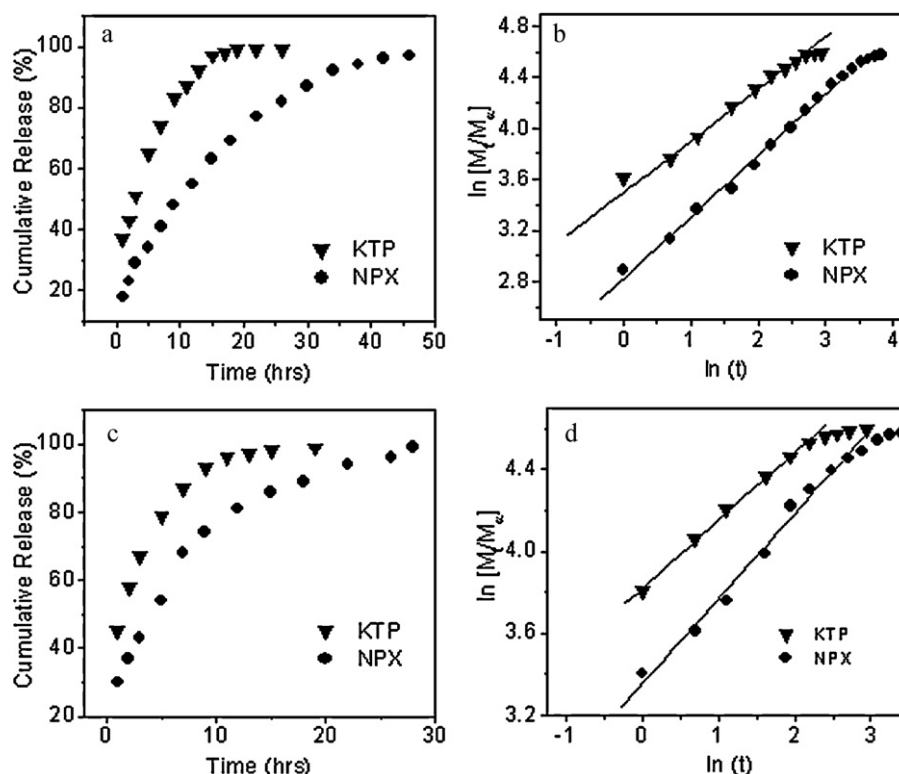 a
Cumulative Release (%)
100
80
60
40
20
KTP
NPX
0 10 20 30 40 50
Time (hrs)
b
ln [Mt/Mα]
4.8
4.4
4.0
3.6
3.2
2.8
KTP
NPX
-1 0 1 2 3 4
ln (t)
c
Cumulative Release (%)
100
80
60
40
20
KTP
NPX
0 10 20 30
Time (hrs)
d
ln [Mt/Mα]
4.4
4.0
3.6
3.2
KTP
NPX
-1 0 1 2 3
ln (t)